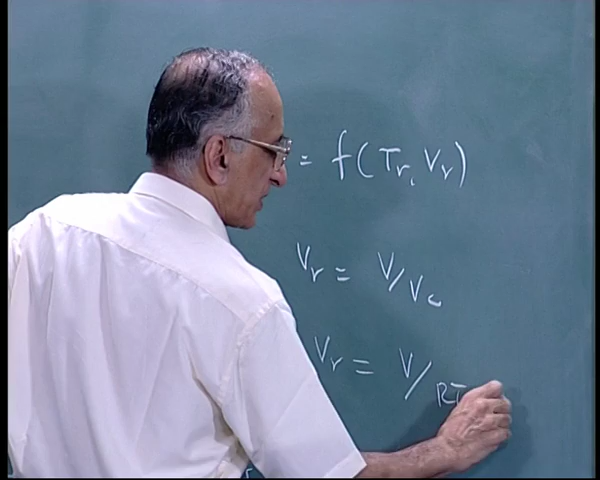 = f(Tr, Vr)
Vr = V/Vc
Vr = V/RT